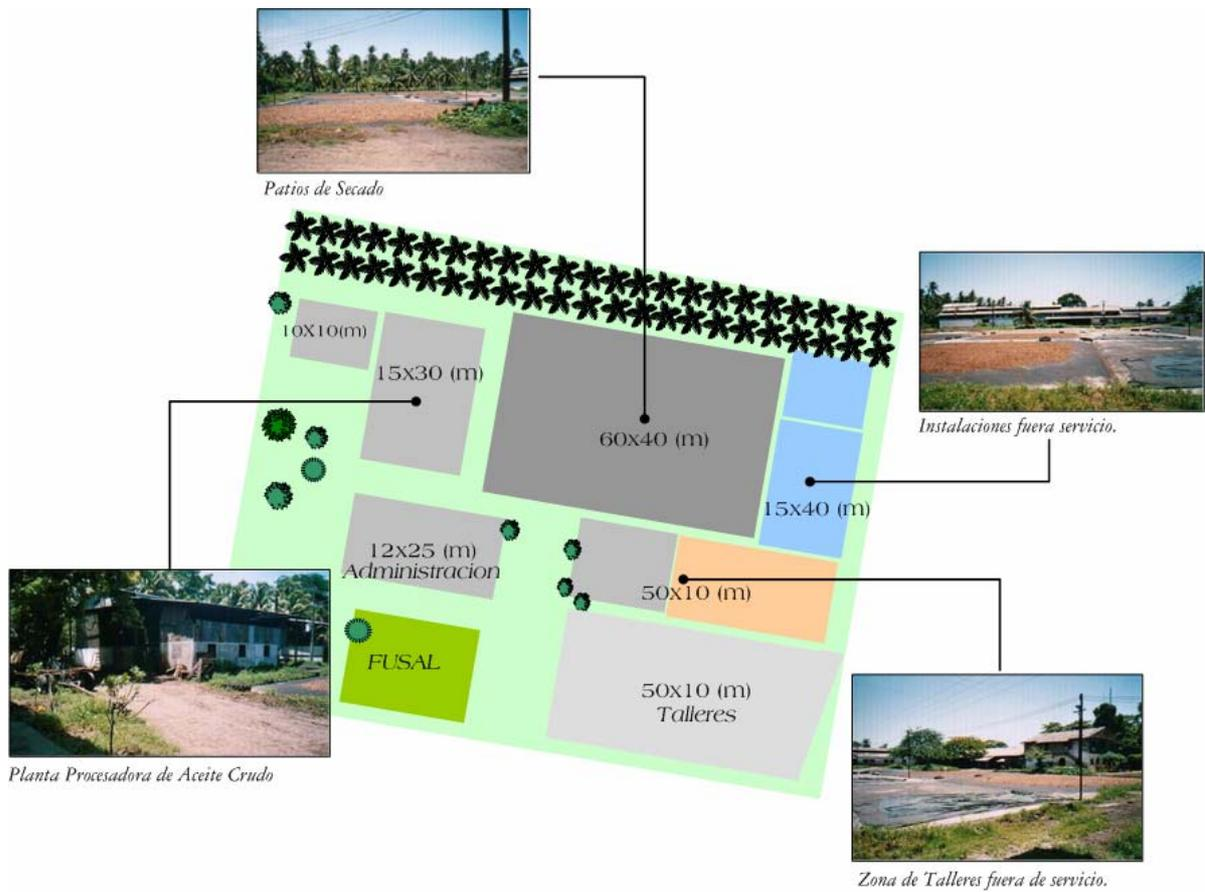 Patios de Secado
10X10(m)
15x30 (m)
60x40 (m)
Instalaciones fuera servicio.
15x40 (m)
12x25 (m)
Administracion
50x10 (m)
FUSAL
50x10 (m)
Talleres
Planta Procesadora de Aceite Crudo
Zona de Talleres fuera de servicio.